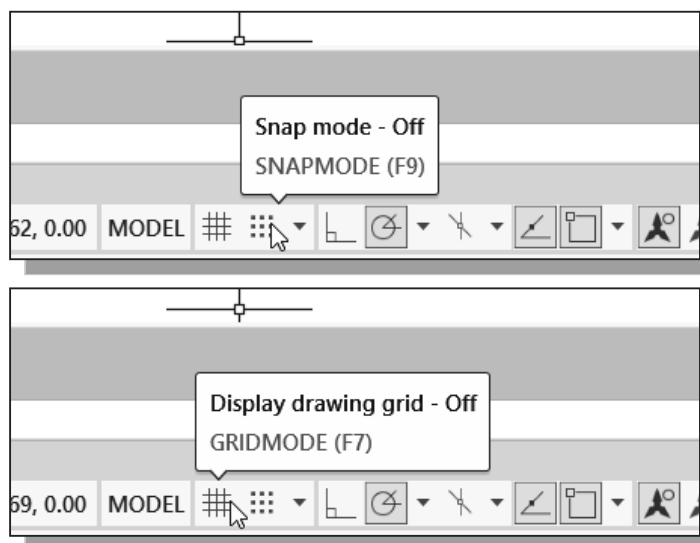 Snap mode - Off
SNAPMODE (F9)
62, 0.00 MODEL
Display drawing grid - Off
GRIDMODE (F7)
69, 0.00 MODEL